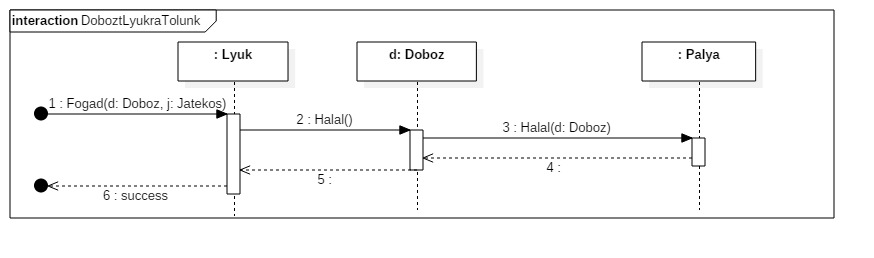 interaction DoboztLyukraTolunk
: Lyuk
d: Doboz
: Palya
1 : Fogad(d: Doboz, j: Jatekos)
2 : Halal()
3 : Halal(d: Doboz)
4 :
5 :
6 : success